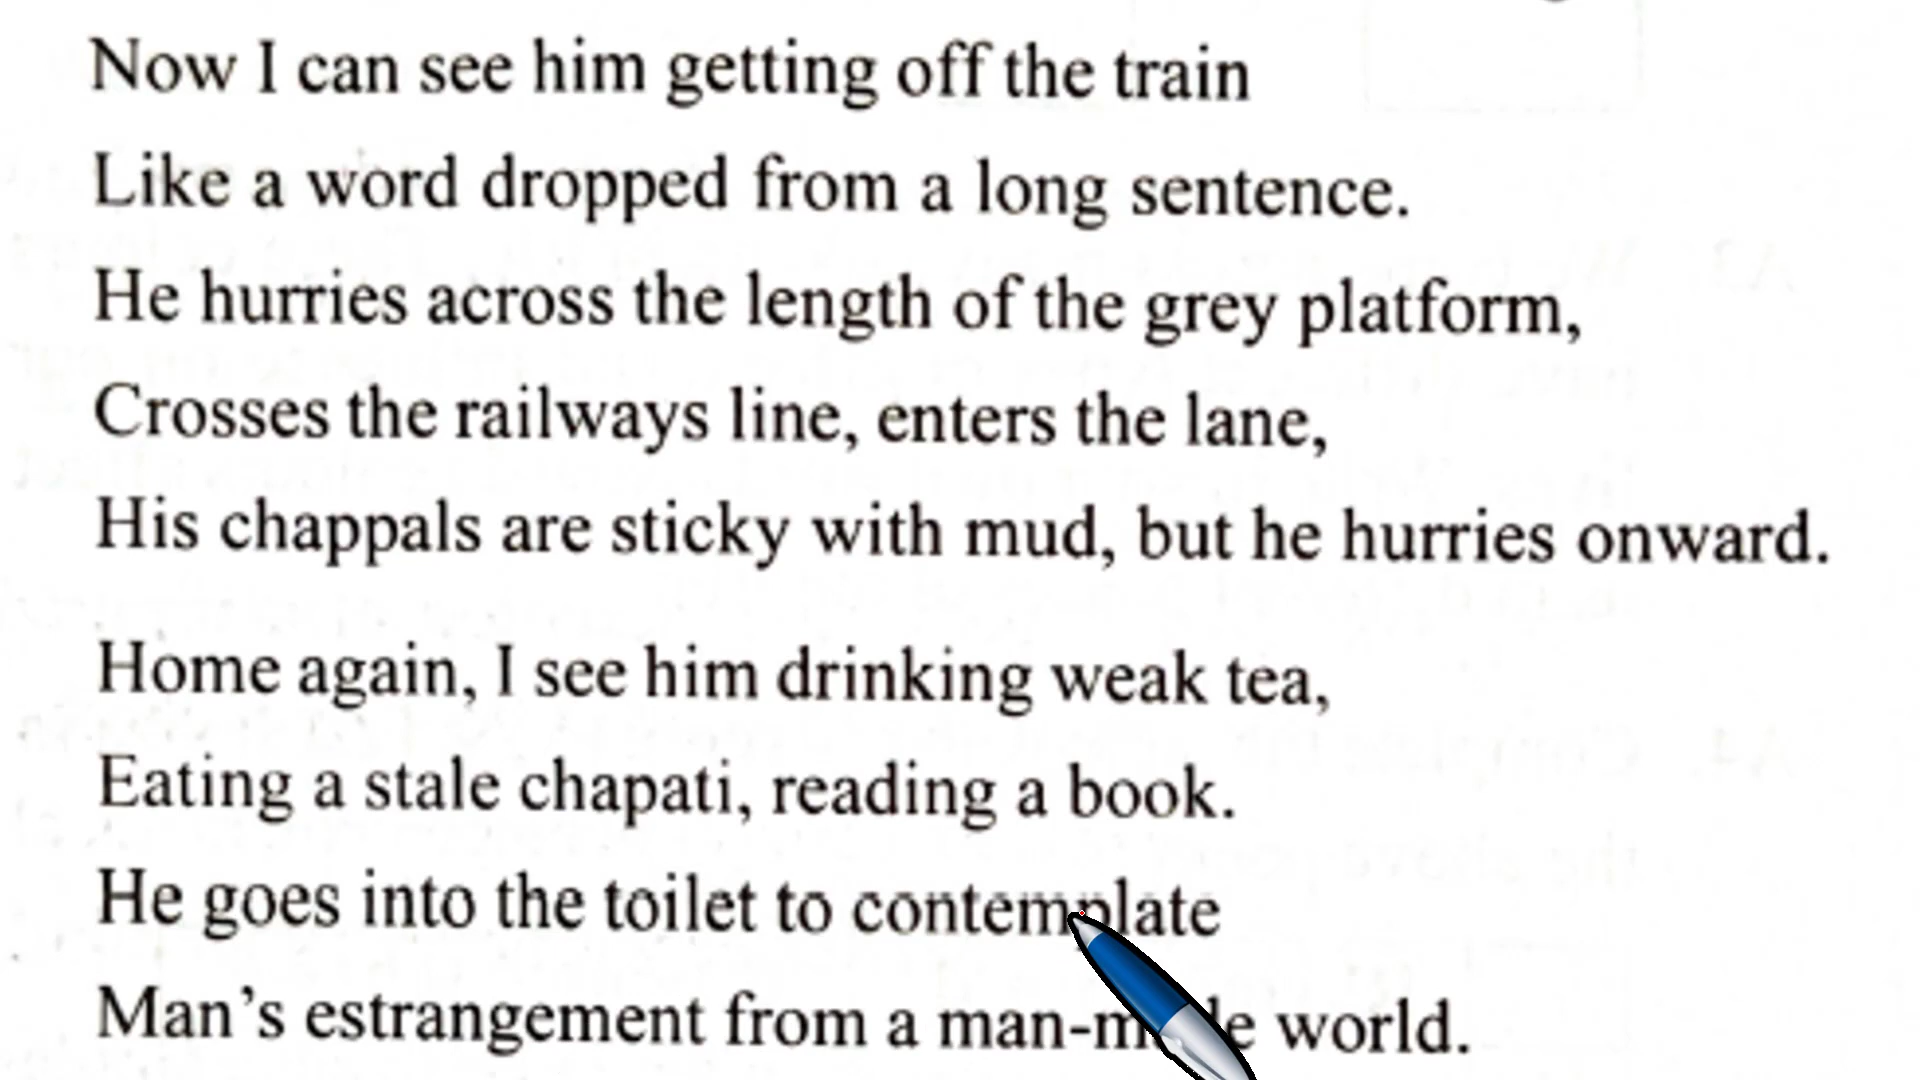 Now I can see him getting off the train
Like a word dropped from a long sentence.
He hurries across the length of the grey platform,
Crosses the railways line, enters the lane,
His chappals are sticky with mud, but he hurries onward.
Home again, I see him drinking weak tea,
Eating a stale chapati, reading a book.
He goes into the toilet to contemplate
Man's estrangement from a man-made world.